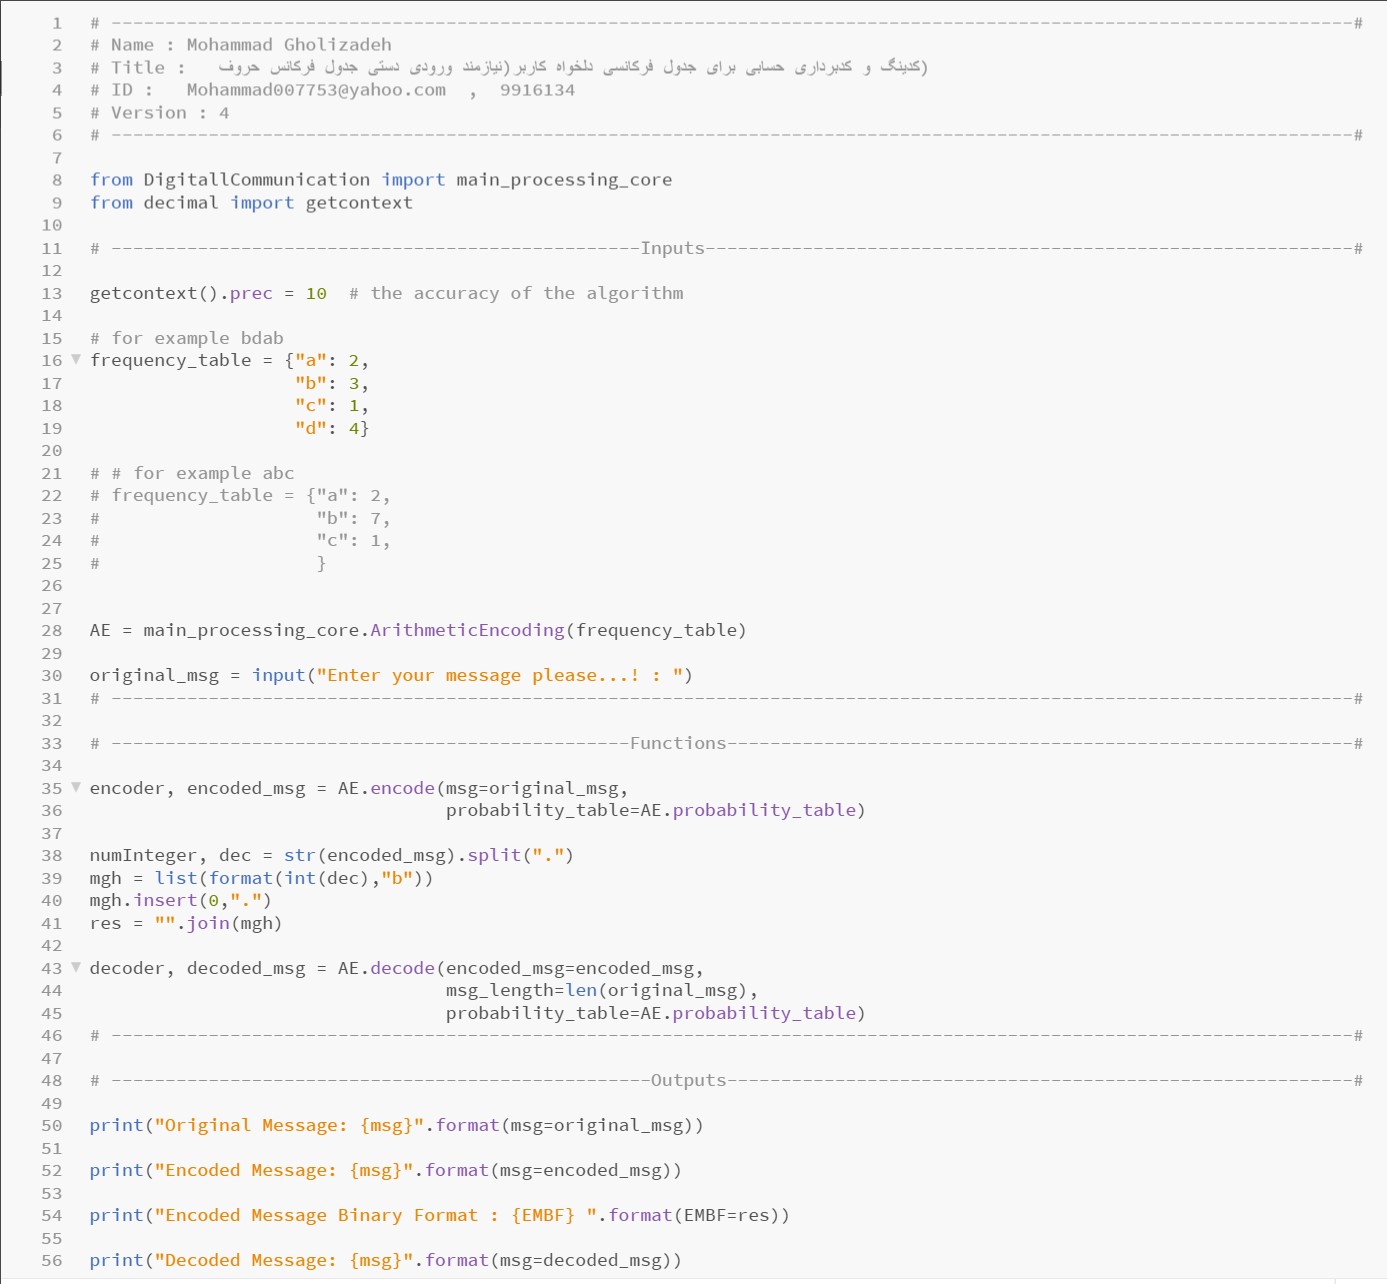 1 # -------------------------------------------------------------------------------------------------------------------#
2 # Name : Mohammad Gholizadeh
3 # Title :   کدینگ و کدبرداری حسابی برای جدول فرکانسی دلخواه کاربر(نیازمند ورودی دستی جدول فرکانس حروف)
4 # ID :   Mohammad007753@yahoo.com  ,  9916134
5 # Version : 4
6 # -------------------------------------------------------------------------------------------------------------------#
7
8 from DigitallCommunication import main_processing_core
9 from decimal import getcontext
10
11 # -------------------------------------------------Inputs------------------------------------------------------------#
12
13 getcontext().prec = 10  # the accuracy of the algorithm
14
15 # for example bdab
16 frequency_table = {"a": 2,
17                    "b": 3,
18                    "c": 1,
19                    "d": 4}
20
21 # # for example abc
22 # frequency_table = {"a": 2,
23 #                    "b": 7,
24 #                    "c": 1,
25 #                    }
26
27
28 AE = main_processing_core.ArithmeticEncoding(frequency_table)
29
30 original_msg = input("Enter your message please...! : ")
31 # -------------------------------------------------------------------------------------------------------------------#
32
33 # ------------------------------------------------Functions----------------------------------------------------------#
34
35 encoder, encoded_msg = AE.encode(msg=original_msg,
36                                  probability_table=AE.probability_table)
37
38 numInteger, dec = str(encoded_msg).split(".")
39 mgh = list(format(int(dec),"b"))
40 mgh.insert(0,".")
41 res = "".join(mgh)
42
43 decoder, decoded_msg = AE.decode(encoded_msg=encoded_msg,
44                                  msg_length=len(original_msg),
45                                  probability_table=AE.probability_table)
46 # -------------------------------------------------------------------------------------------------------------------#
47
48 # --------------------------------------------------Outputs----------------------------------------------------------#
49
50 print("Original Message: {msg}".format(msg=original_msg))
51
52 print("Encoded Message: {msg}".format(msg=encoded_msg))
53
54 print("Encoded Message Binary Format : {EMBF} ".format(EMBF=res))
55
56 print("Decoded Message: {msg}".format(msg=decoded_msg))